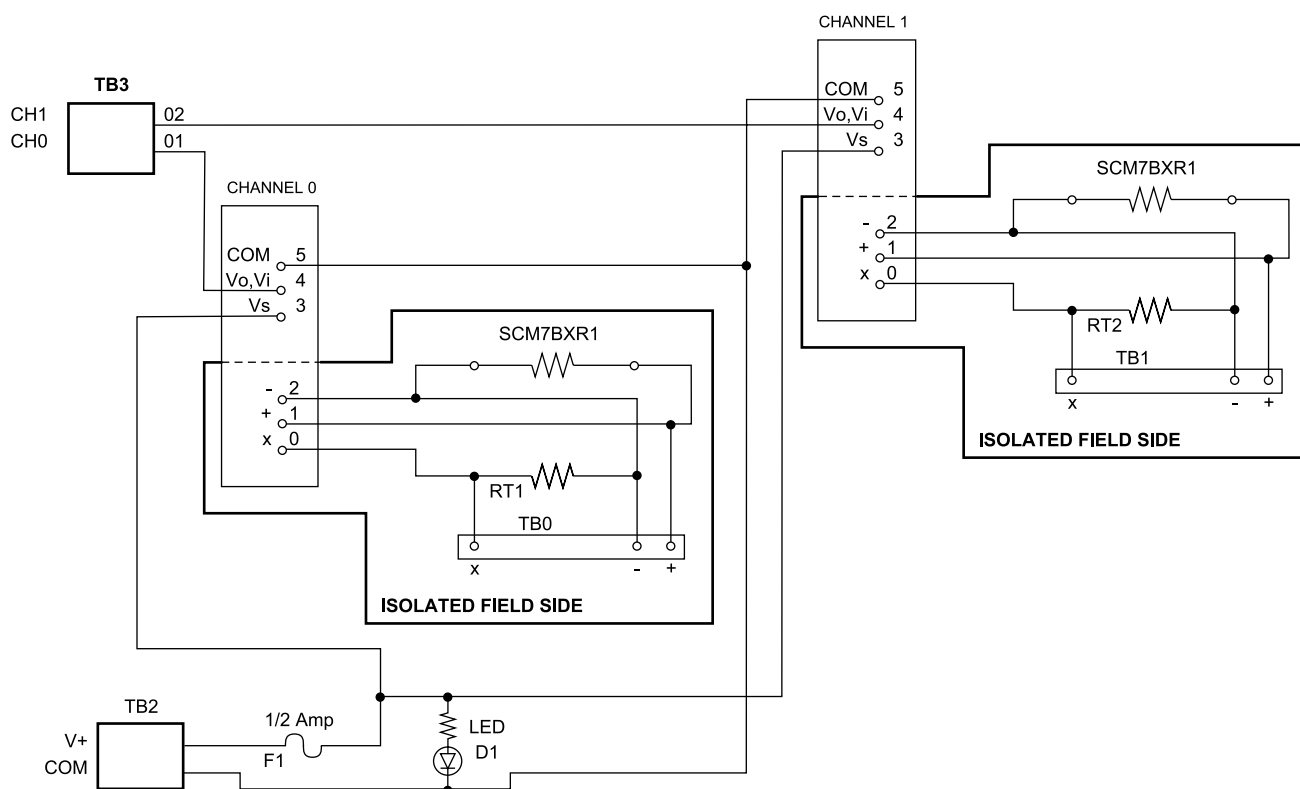 CHANNEL 1
TB3
CH1
CH0
02
01
COM 5
Vo,Vi 4
Vs 3
SCM7BXR1
- 2
+ 1
x 0
RT2
TB1
x - +
ISOLATED FIELD SIDE
CHANNEL 0
COM 5
Vo,Vi 4
Vs 3
SCM7BXR1
- 2
+ 1
x 0
RT1
TB0
x - +
ISOLATED FIELD SIDE
TB2
V+
COM
1/2 Amp
F1
LED
D1